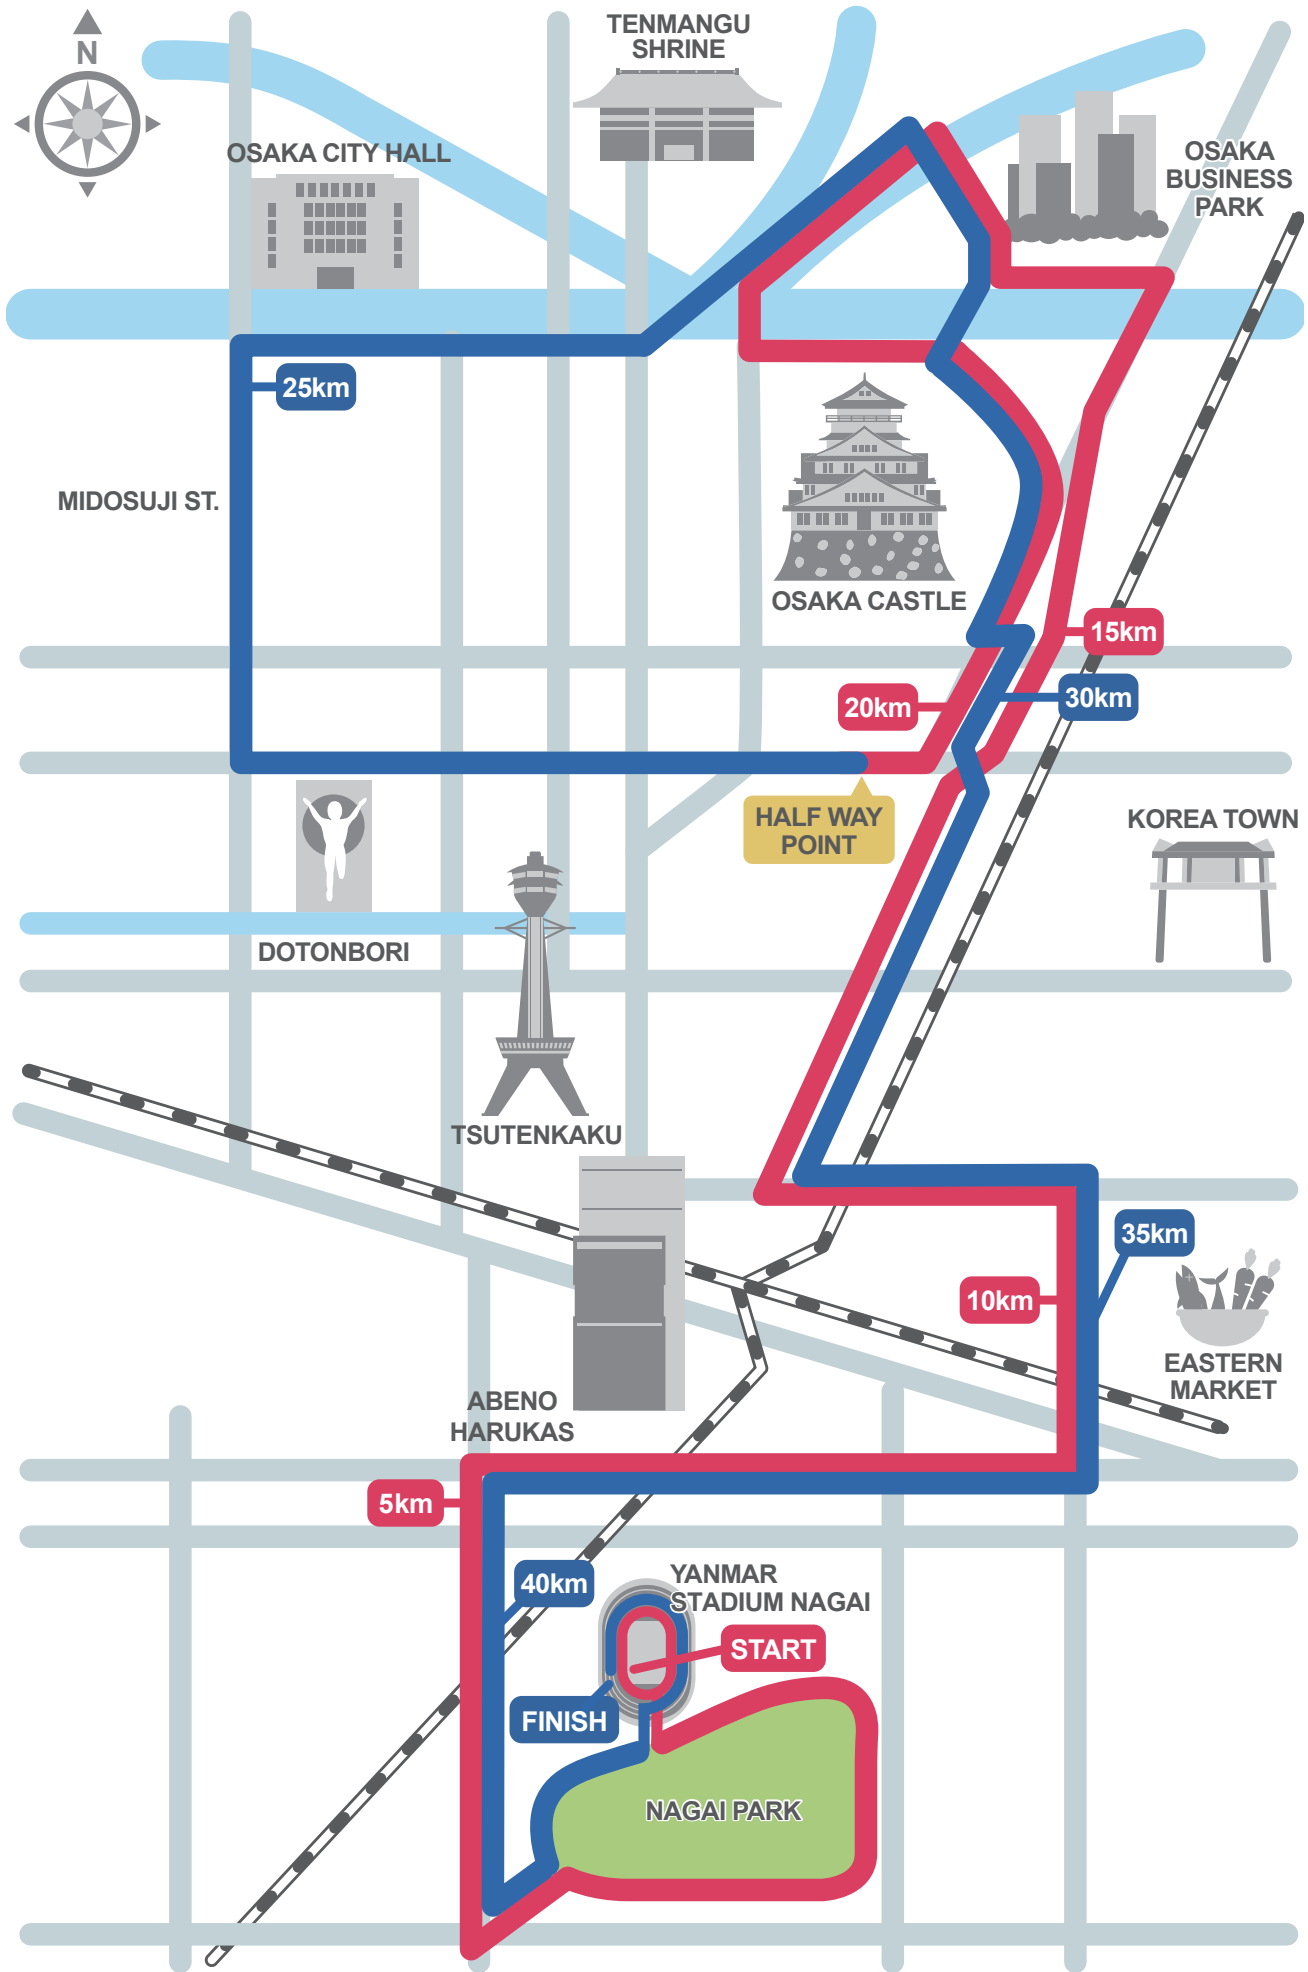 N
TENMANGU
SHRINE
OSAKA CITY HALL
OSAKA
BUSINESS
PARK
25km
MIDOSUJI ST.
OSAKA CASTLE
15km
20km
30km
HALF WAY
POINT
KOREA TOWN
DOTONBORI
TSUTENKAKU
35km
10km
EASTERN
MARKET
ABENO
HARUKAS
5km
40km
YANMAR
STADIUM NAGAI
START
FINISH
NAGAI PARK